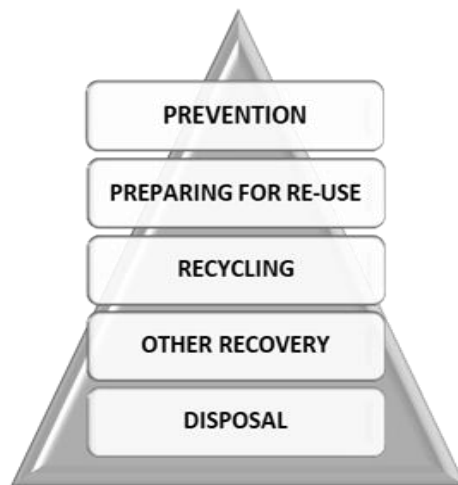 PREVENTION
PREPARING FOR RE-USE
RECYCLING
OTHER RECOVERY
DISPOSAL